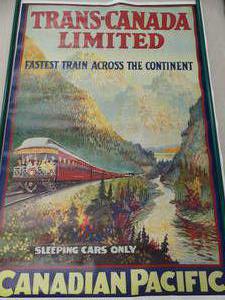 TRANS-CANADA
LIMITED
FASTEST TRAIN ACROSS THE CONTINENT
SLEEPING CARS ONLY
CANADIAN PACIFIC